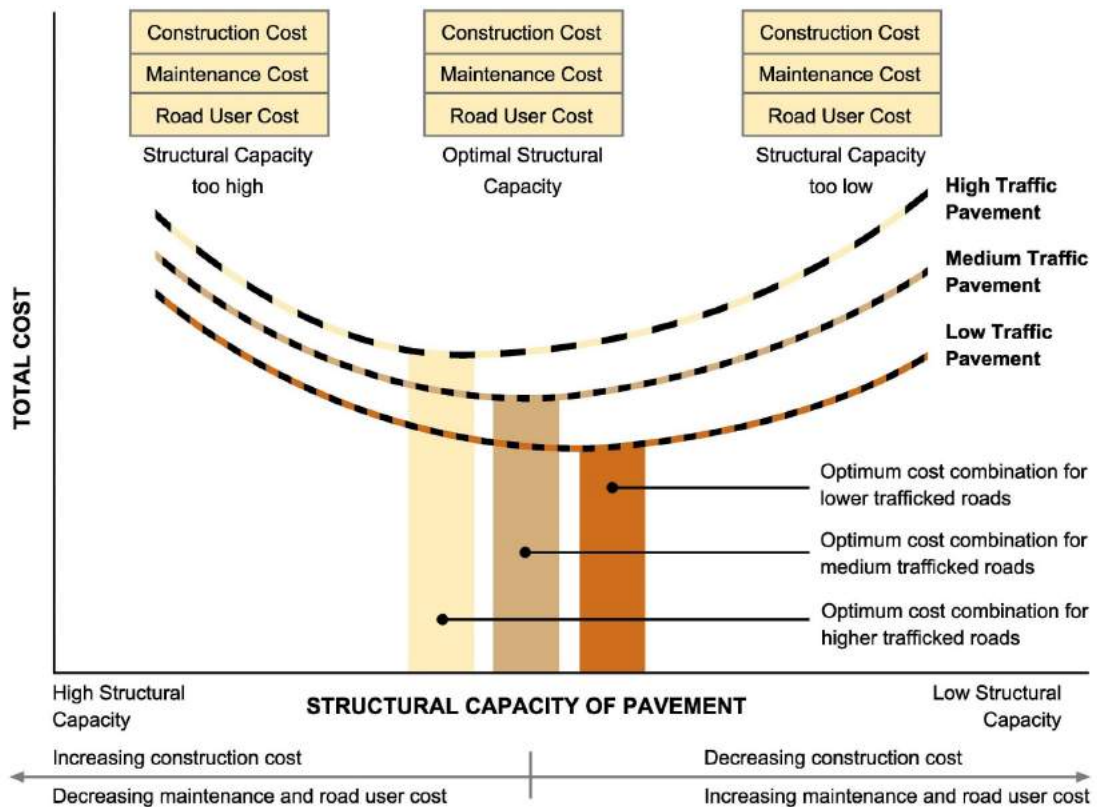 Construction Cost
Maintenance Cost
Road User Cost
Structural Capacity
too high
Construction Cost
Maintenance Cost
Road User Cost
Optimal Structural
Capacity
Construction Cost
Maintenance Cost
Road User Cost
Structural Capacity
too low
High Traffic
Pavement
Medium Traffic
Pavement
Low Traffic
Pavement
TOTAL COST
Optimum cost combination for
lower trafficked roads
Optimum cost combination for
medium trafficked roads
Optimum cost combination for
higher trafficked roads
High Structural
Capacity
STRUCTURAL CAPACITY OF PAVEMENT
Low Structural
Capacity
Increasing construction cost
Decreasing construction cost
Decreasing maintenance and road user cost
Increasing maintenance and road user cost